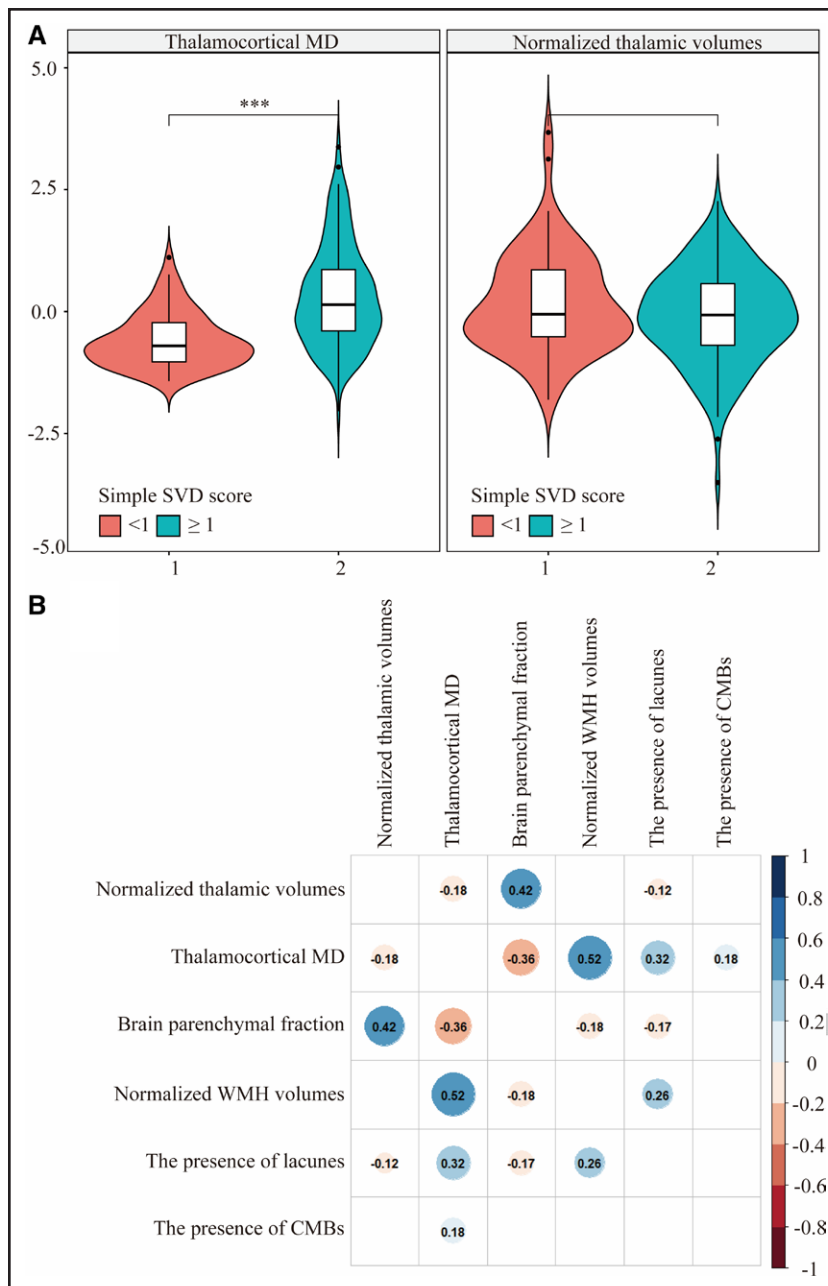 A
Thalamocortical MD Normalized thalamic volumes
5.0
***
2.5
0.0
-2.5
Simple SVD score Simple SVD score
<1 ≥ 1 <1 ≥ 1
-5.0
1 2 1 2
B
Normalized thalamic volumes
Thalamocortical MD
Brain parenchymal fraction
Normalized WMH volumes
The presence of lacunes
The presence of CMBs
1
Normalized thalamic volumes -0.18 0.42 -0.12
0.8
0.6
Thalamocortical MD -0.18 -0.36 0.52 0.32 0.18
0.4
0.2
Brain parenchymal fraction 0.42 -0.36 -0.18 -0.17
0
Normalized WMH volumes 0.52 -0.18 0.26
-0.2
-0.4
The presence of lacunes -0.12 0.32 -0.17 0.26
-0.6
-0.8
The presence of CMBs 0.18
-1